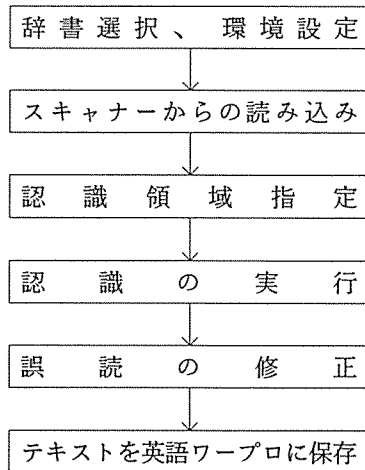 辞書選択、環境設定
スキャナーからの読み込み
認識領域指定
認識の実行
誤読の修正
テキストを英語ワープロに保存